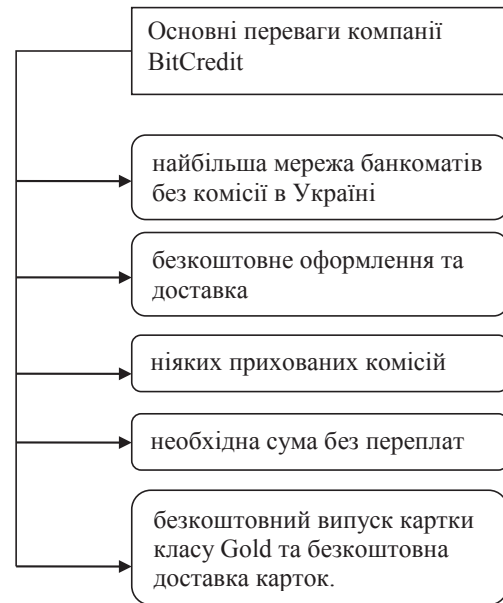 Основні переваги компанії
BitCredit
найбільша мережа банкоматів
без комісії в Україні
безкоштовне оформлення та
доставка
ніяких прихованих комісій
необхідна сума без переплат
безкоштовний випуск картки
класу Gold та безкоштовна
доставка карток.